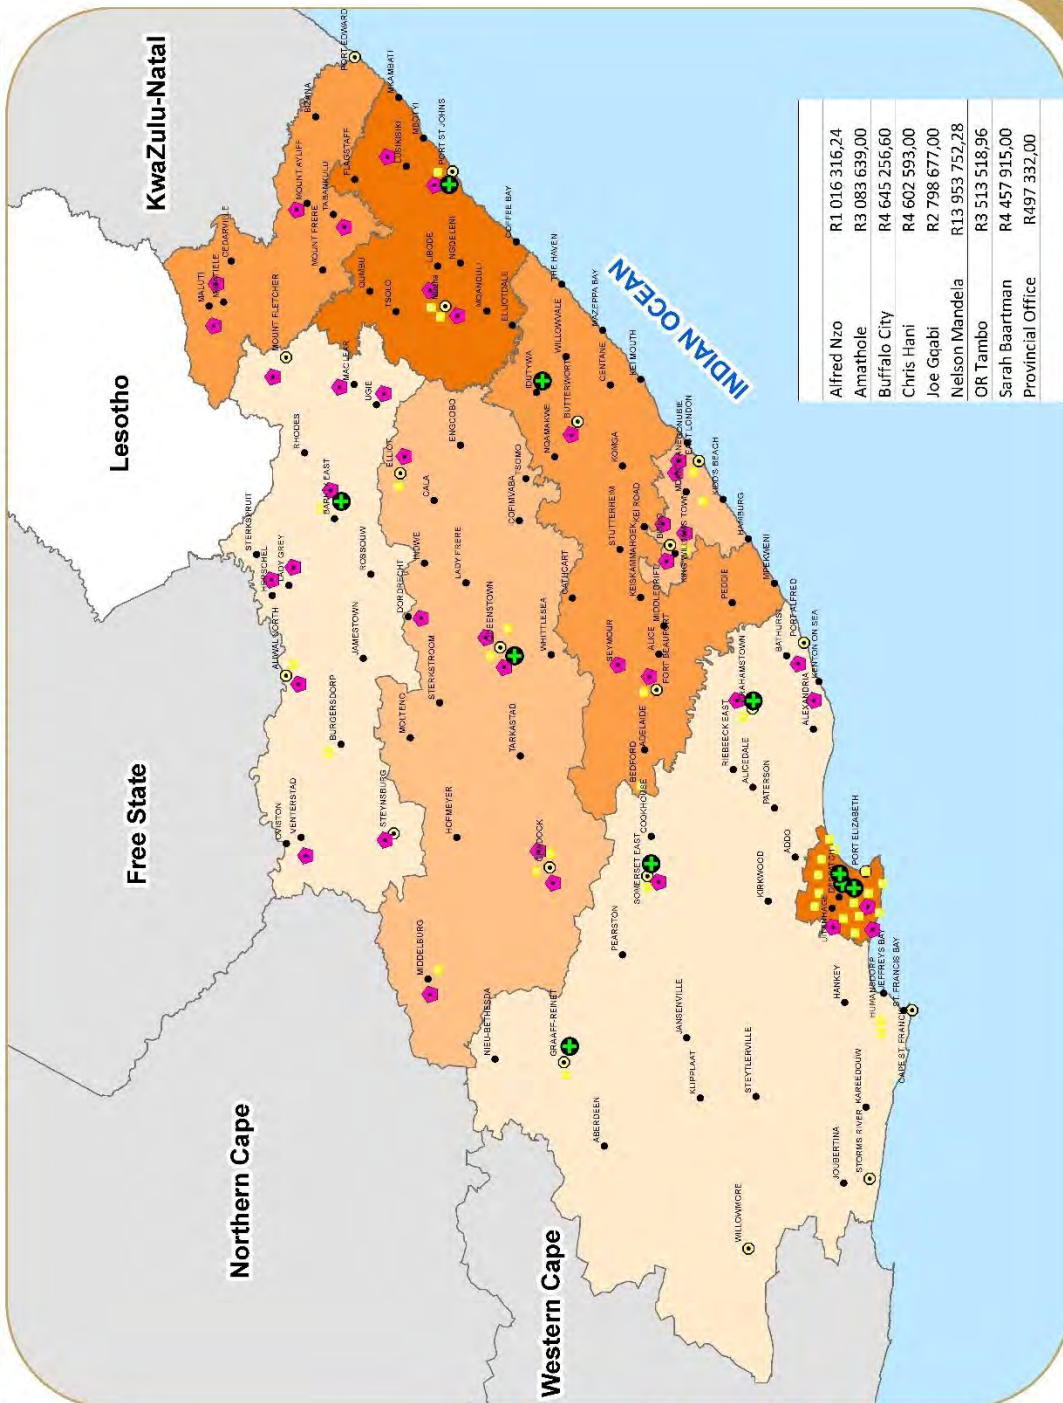 KwaZulu-Natal
Lesotho
Free State
Northern Cape
Western Cape
INDIAN OCEAN
PORT EDWARD
BIZANA
MKAMBATI
MOUNT AYLIFF
TABANKULU
FLAGSTAFF
LUSIKISIKI
MBOTYI
PORT ST JOHNS
CEDARVILLE
MALUTI
MOUNT FRERE
MOUNT FLETCHER
QUMBU
TSOLO
LIBODE
NGDELENI
MQANDULI
ELLIOTDALE
COFFEE BAY
THE HAVEN
MACLEAR
UGIE
RHODES
BARKLY EAST
STERKSPRUIT
HERSCHEL
LADY GREY
ROSSOUW
ALIWAL NORTH
JAMESTOWN
BURGERSDORP
OVISTON
VENTERSTAD
STEYNSBURG
ELLIOT
ENGCOBO
CALA
TSOMO
COFIMVABA
INDWE
LADY FRERE
DORDRECHT
QUEENSTOWN
WHITTLESEA
STERKSTROOM
MOLTENO
TARKASTAD
HOFMEYER
CRADOCK
MIDDELBURG
IDUTYWA
WILLOWVALE
MAZEPPA BAY
BUTTERWORTH
CENTANE
NQAMAKWE
KEI MOUTH
KOMGA
STUTTERHEIM
KEI ROAD
KEISKAMMAHOEK
CATHCART
GONUBIE
EAST LONDON
KIDD'S BEACH
HAMBURG
BISHO
KING WILLIAMS TOWN
MIDDLEDRIFT
PEDDIE
MPEKWENI
SEYMOUR
ALICE
FORT BEAUFORT
ADELAIDE
BEDFORD
COOKHOUSE
SOMERSET EAST
BATHURST
PORT ALFRED
KENTON ON SEA
ALEXANDRIA
GRAHAMSTOWN
RIEBEECK EAST
ALICEDALE
PATERSON
ADDO
KIRKWOOD
PORT ELIZABETH
DESPATCH
UITENHAGE
PEARSTON
NIEU-BETHESDA
GRAAFF-REINET
ABERDEEN
JANSENVILLE
KLIPPLAAT
STEYTLERVILLE
HANKEY
HUMANSDORP
JEFFREYS BAY
ST. FRANCIS BAY
CAPE ST. FRANCIS
KAREEDOUW
STORMS RIVER
JOUBERTINA
WILLOWMORE
Alfred Nzo R1 016 316,24
Amathole R3 083 639,00
Buffalo City R4 645 256,60
Chris Hani R4 602 593,00
Joe Gqabi R2 798 677,00
Nelson Mandela R13 953 752,28
OR Tambo R3 513 518,96
Sarah Baartman R4 457 915,00
Provincial Office R497 332,00